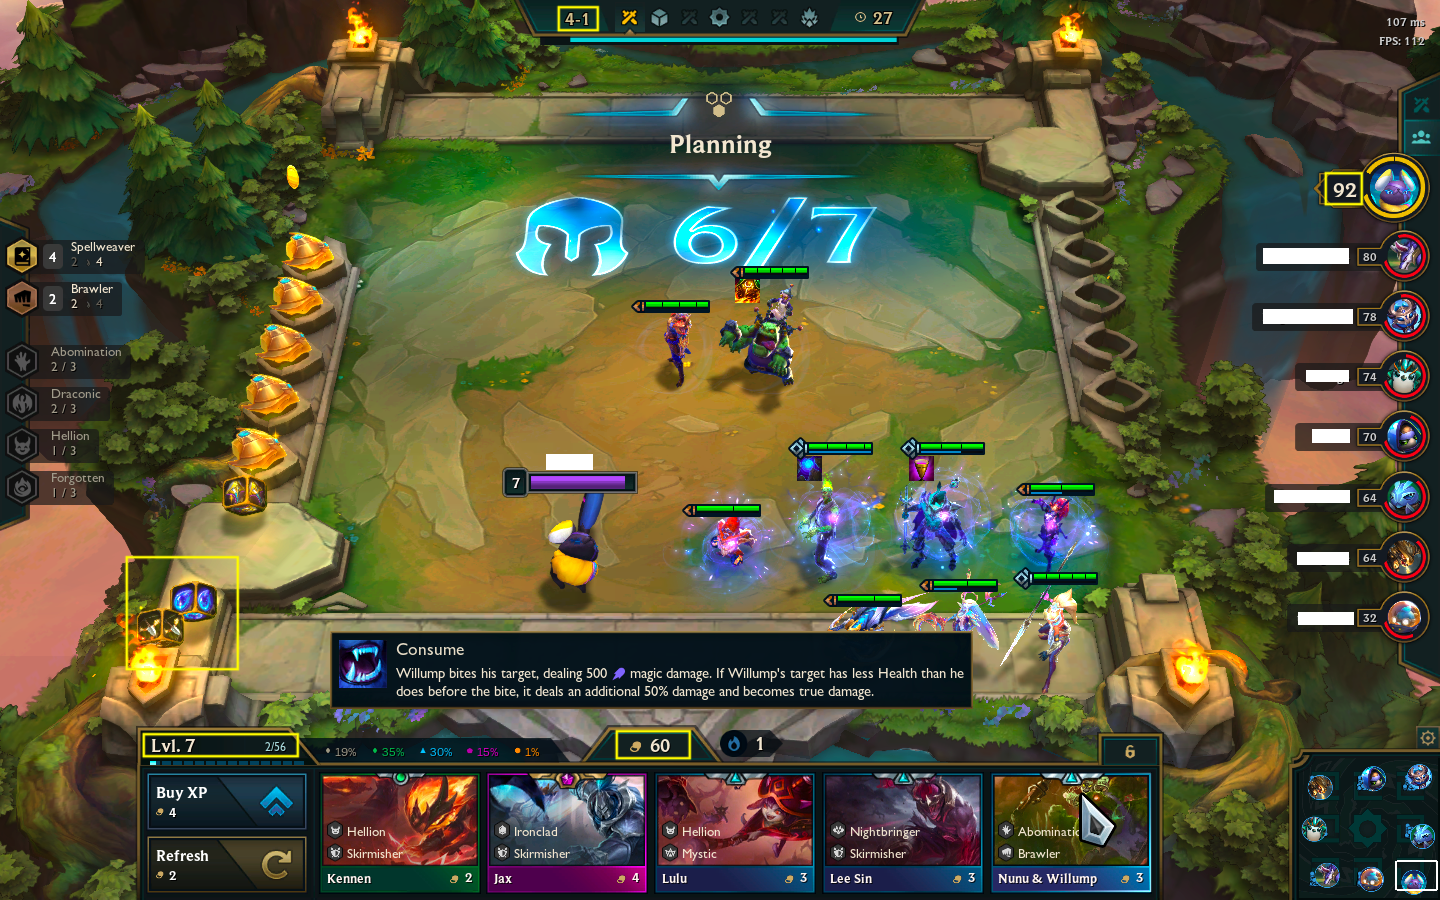 4-1
27
107 ms
FPS: 112
Planning
6/7
92
80
78
74
70
64
64
32
4
Spellweaver
2 › 4
2
Brawler
2 › 4
Abomination
2 / 3
Draconic
2 / 3
Hellion
1 / 3
Forgotten
1 / 3
7
Consume
Willump bites his target, dealing 500 magic damage. If Willump's target has less Health than he
does before the bite, it deals an additional 50% damage and becomes true damage.
Lvl. 7
2/56
19%
35%
30%
15%
1%
60
1
6
Buy XP
4
Refresh
2
Hellion
Skirmisher
Kennen
2
Ironclad
Skirmisher
Jax
4
Hellion
Mystic
Lulu
3
Nightbringer
Skirmisher
Lee Sin
3
Abominatic
Brawler
Nunu & Willump
3